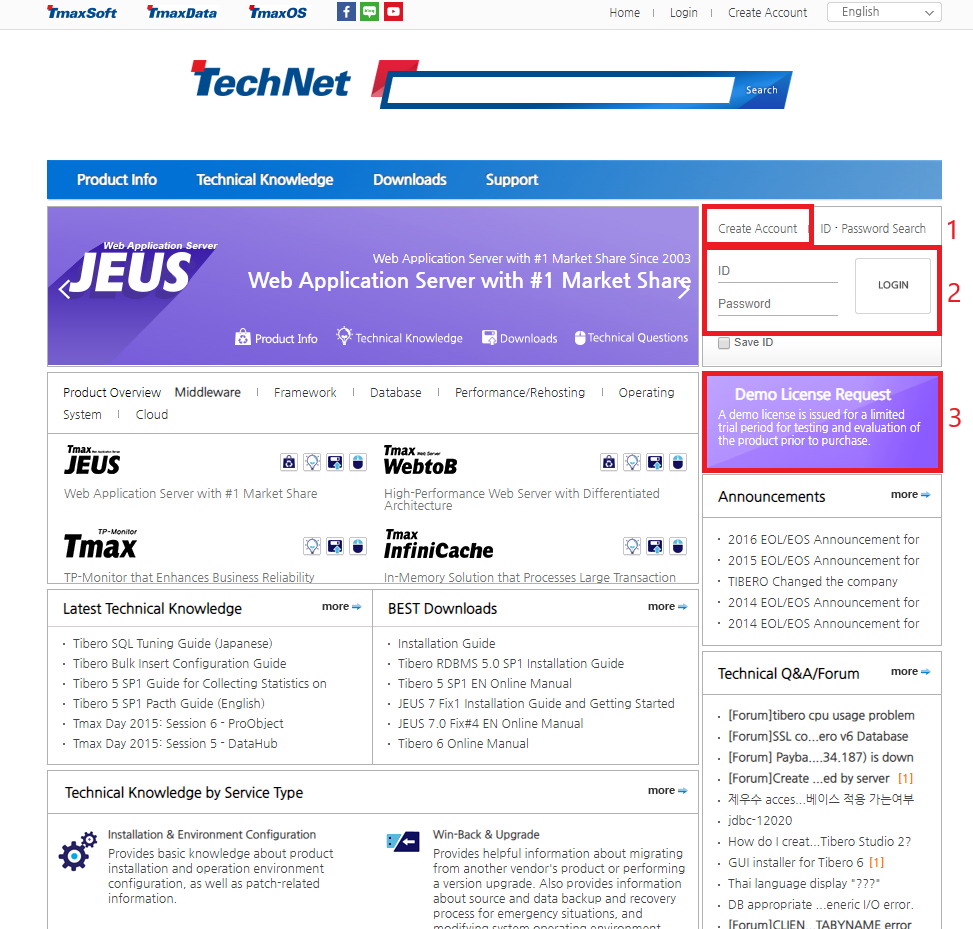 TmaxSoft TmaxData TmaxOS f blog Home | Login | Create Account English
TechNet Search
Product Info Technical Knowledge Downloads Support
Web Application Server
JEUS
Web Application Server with #1 Market Share Since 2003
Web Application Server with #1 Market Share
Product Info Technical Knowledge Downloads Technical Questions
Create Account | ID · Password Search 1
ID
Password
LOGIN
2
Save ID
Demo License Request
A demo license is issued for a limited
trial period for testing and evaluation of
the product prior to purchase.
3
Product Overview Middleware | Framework | Database | Performance/Rehosting | Operating
System | Cloud
Tmax Web Application Server
JEUS
Web Application Server with #1 Market Share
Tmax Web Server
WebtoB
High-Performance Web Server with Differentiated
Architecture
TP-Monitor
Tmax
TP-Monitor that Enhances Business Reliability
Tmax
InfiniCache
In-Memory Solution that Processes Large Transaction
Announcements more
· 2016 EOL/EOS Announcement for
· 2015 EOL/EOS Announcement for
· TIBERO Changed the company
· 2014 EOL/EOS Announcement for
· 2014 EOL/EOS Announcement for
Latest Technical Knowledge more
· Tibero SQL Tuning Guide (Japanese)
· Tibero Bulk Insert Configuration Guide
· Tibero 5 SP1 Guide for Collecting Statistics on
· Tibero 5 SP1 Pacth Guide (English)
· Tmax Day 2015: Session 6 - ProObject
· Tmax Day 2015: Session 5 - DataHub
BEST Downloads more
· Installation Guide
· Tibero RDBMS 5.0 SP1 Installation Guide
· Tibero 5 SP1 EN Online Manual
· JEUS 7 Fix1 Installation Guide and Getting Started
· JEUS 7.0 Fix#4 EN Online Manual
· Tibero 6 Online Manual
Technical Q&A/Forum more
· [Forum]tibero cpu usage problem
· [Forum]SSL co...ero v6 Database
· [Forum] Payba....34.187) is down
· [Forum]Create ...ed by server [1]
· 제우수 acces...베이스 적용 가는여부
· jdbc-12020
· How do I creat...Tibero Studio 2?
· GUI installer for Tibero 6 [1]
· Thai language display "???"
· DB appropriate ...eneric I/O error.
· [Forum]CLIEN...TABYNAME error
Technical Knowledge by Service Type more
Installation & Environment Configuration
Provides basic knowledge about product
installation and operation environment
configuration, as well as patch-related
information.
Win-Back & Upgrade
Provides helpful information about migrating
from another vendor's product or performing
a version upgrade. Also provides information
about source and data backup and recovery
process for emergency situations, and
modifying system operating environment